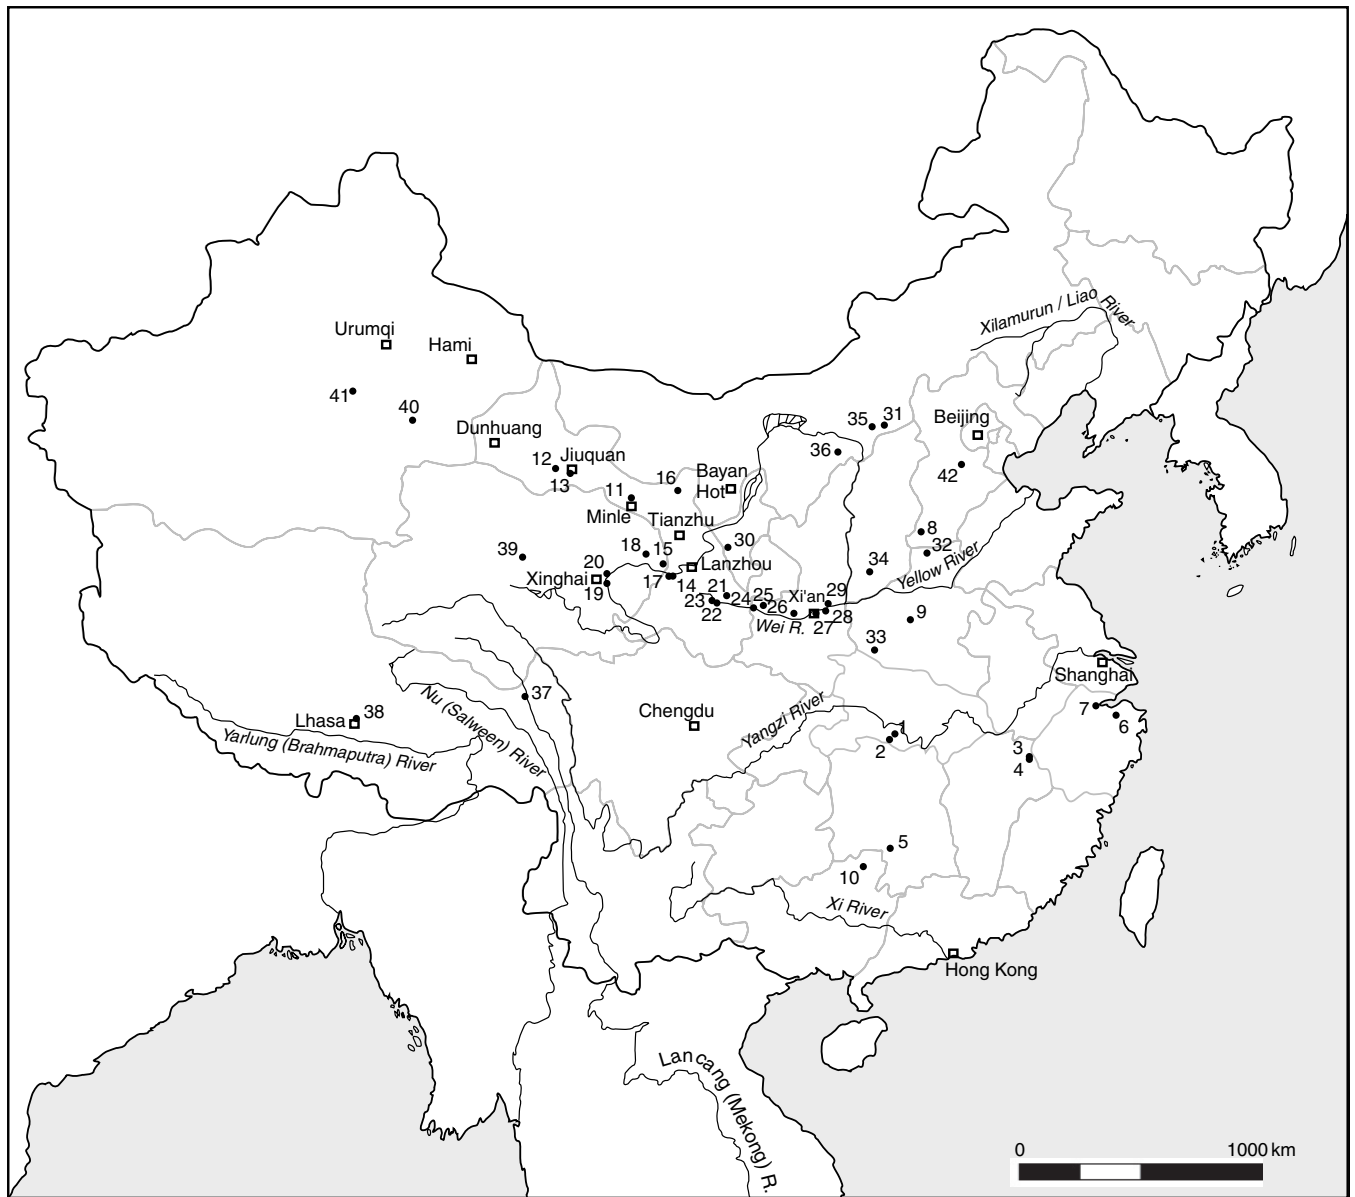 Xilamurun / Liao River
Urumqi
Hami
41
40
Dunhuang
35
31
Beijing
36
42
12
Jiuquan
13
16
Bayan
Hot
11
Minle
Tianzhu
8
32
30
18
15
39
20
Lanzhou
34
Yellow River
Xinghai
17
14
19
21
23
22
24
25
26
Xi'an
29
28
27
Wei R.
9
33
Shanghai
37
Chengdu
Nu (Salween) River
Lhasa
38
Yarlung (Brahmaputra) River
Yangzi River
1
2
7
6
3
4
5
10
Xi River
Hong Kong
Lancang (Mekong) R.
0
1000 km